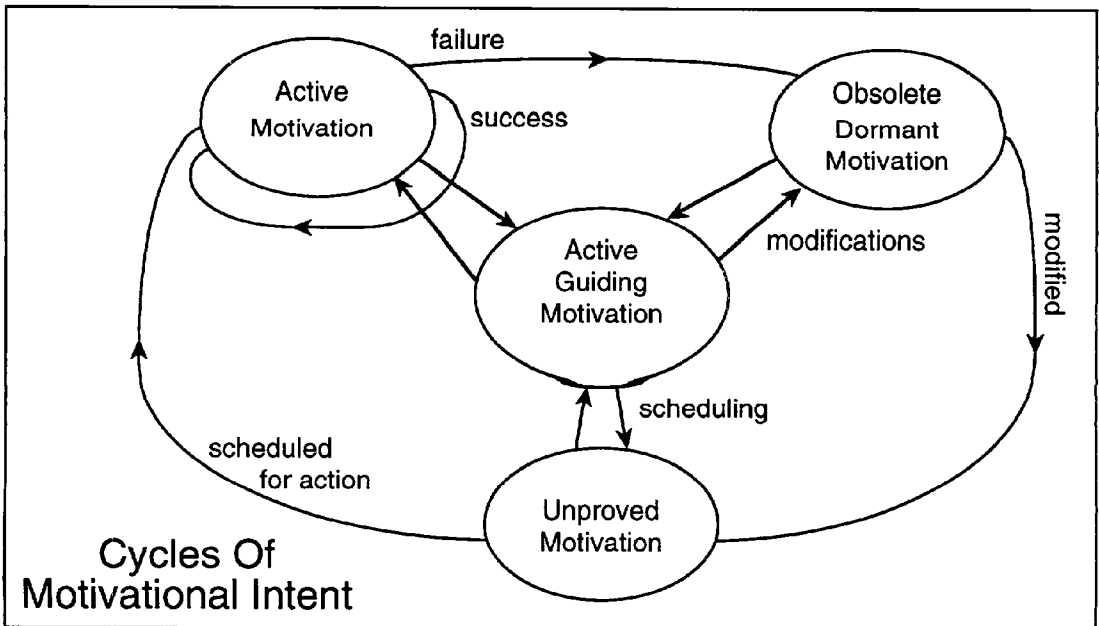 failure
Active
Motivation
success
Obsolete
Dormant
Motivation
modifications
modified
Active
Guiding
Motivation
scheduling
scheduled
for action
Unproved
Motivation
Cycles Of
Motivational Intent